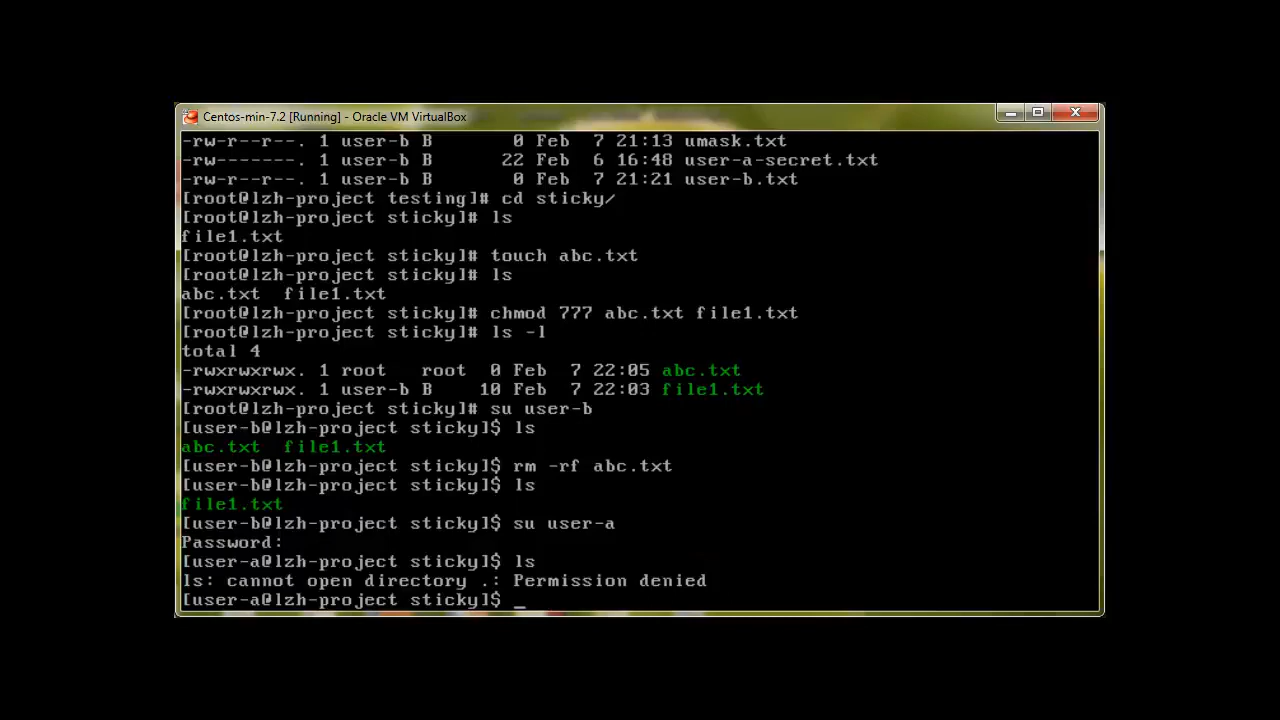 Centos-min-7.2 [Running] - Oracle VM VirtualBox
-rw-r--r--. 1 user-b B       0 Feb  7 21:13 umask.txt
-rw-------. 1 user-b B      22 Feb  6 16:48 user-a-secret.txt
-rw-r--r--. 1 user-b B       0 Feb  7 21:21 user-b.txt
[root@lzh-project testing]# cd sticky/
[root@lzh-project sticky]# ls
file1.txt
[root@lzh-project sticky]# touch abc.txt
[root@lzh-project sticky]# ls
abc.txt  file1.txt
[root@lzh-project sticky]# chmod 777 abc.txt file1.txt
[root@lzh-project sticky]# ls -l
total 4
-rwxrwxrwx. 1 root   root  0 Feb  7 22:05 abc.txt
-rwxrwxrwx. 1 user-b B    10 Feb  7 22:03 file1.txt
[root@lzh-project sticky]# su user-b
[user-b@lzh-project sticky]$ ls
abc.txt  file1.txt
[user-b@lzh-project sticky]$ rm -rf abc.txt
[user-b@lzh-project sticky]$ ls
file1.txt
[user-b@lzh-project sticky]$ su user-a
Password:
[user-a@lzh-project sticky]$ ls
ls: cannot open directory .: Permission denied
[user-a@lzh-project sticky]$ _